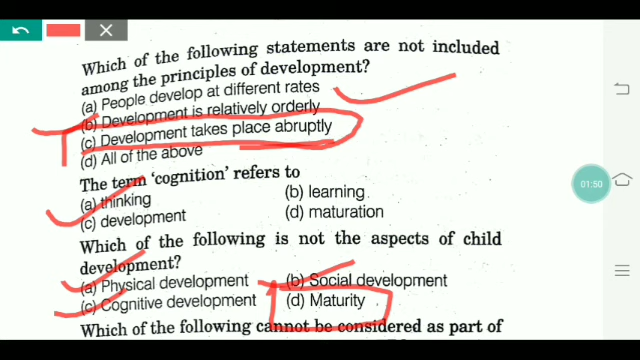 Which of the following statements are not included
among the principles of development?
(a) People develop at different rates
(b) Development is relatively orderly
(c) Development takes place abruptly
(d) All of the above
The term ‘cognition’ refers to
(a) thinking (b) learning
(c) development (d) maturation
Which of the following is not the aspects of child
development?
(a) Physical development (b) Social development
(c) Cognitive development (d) Maturity
Which of the following cannot be considered as part of
01:50